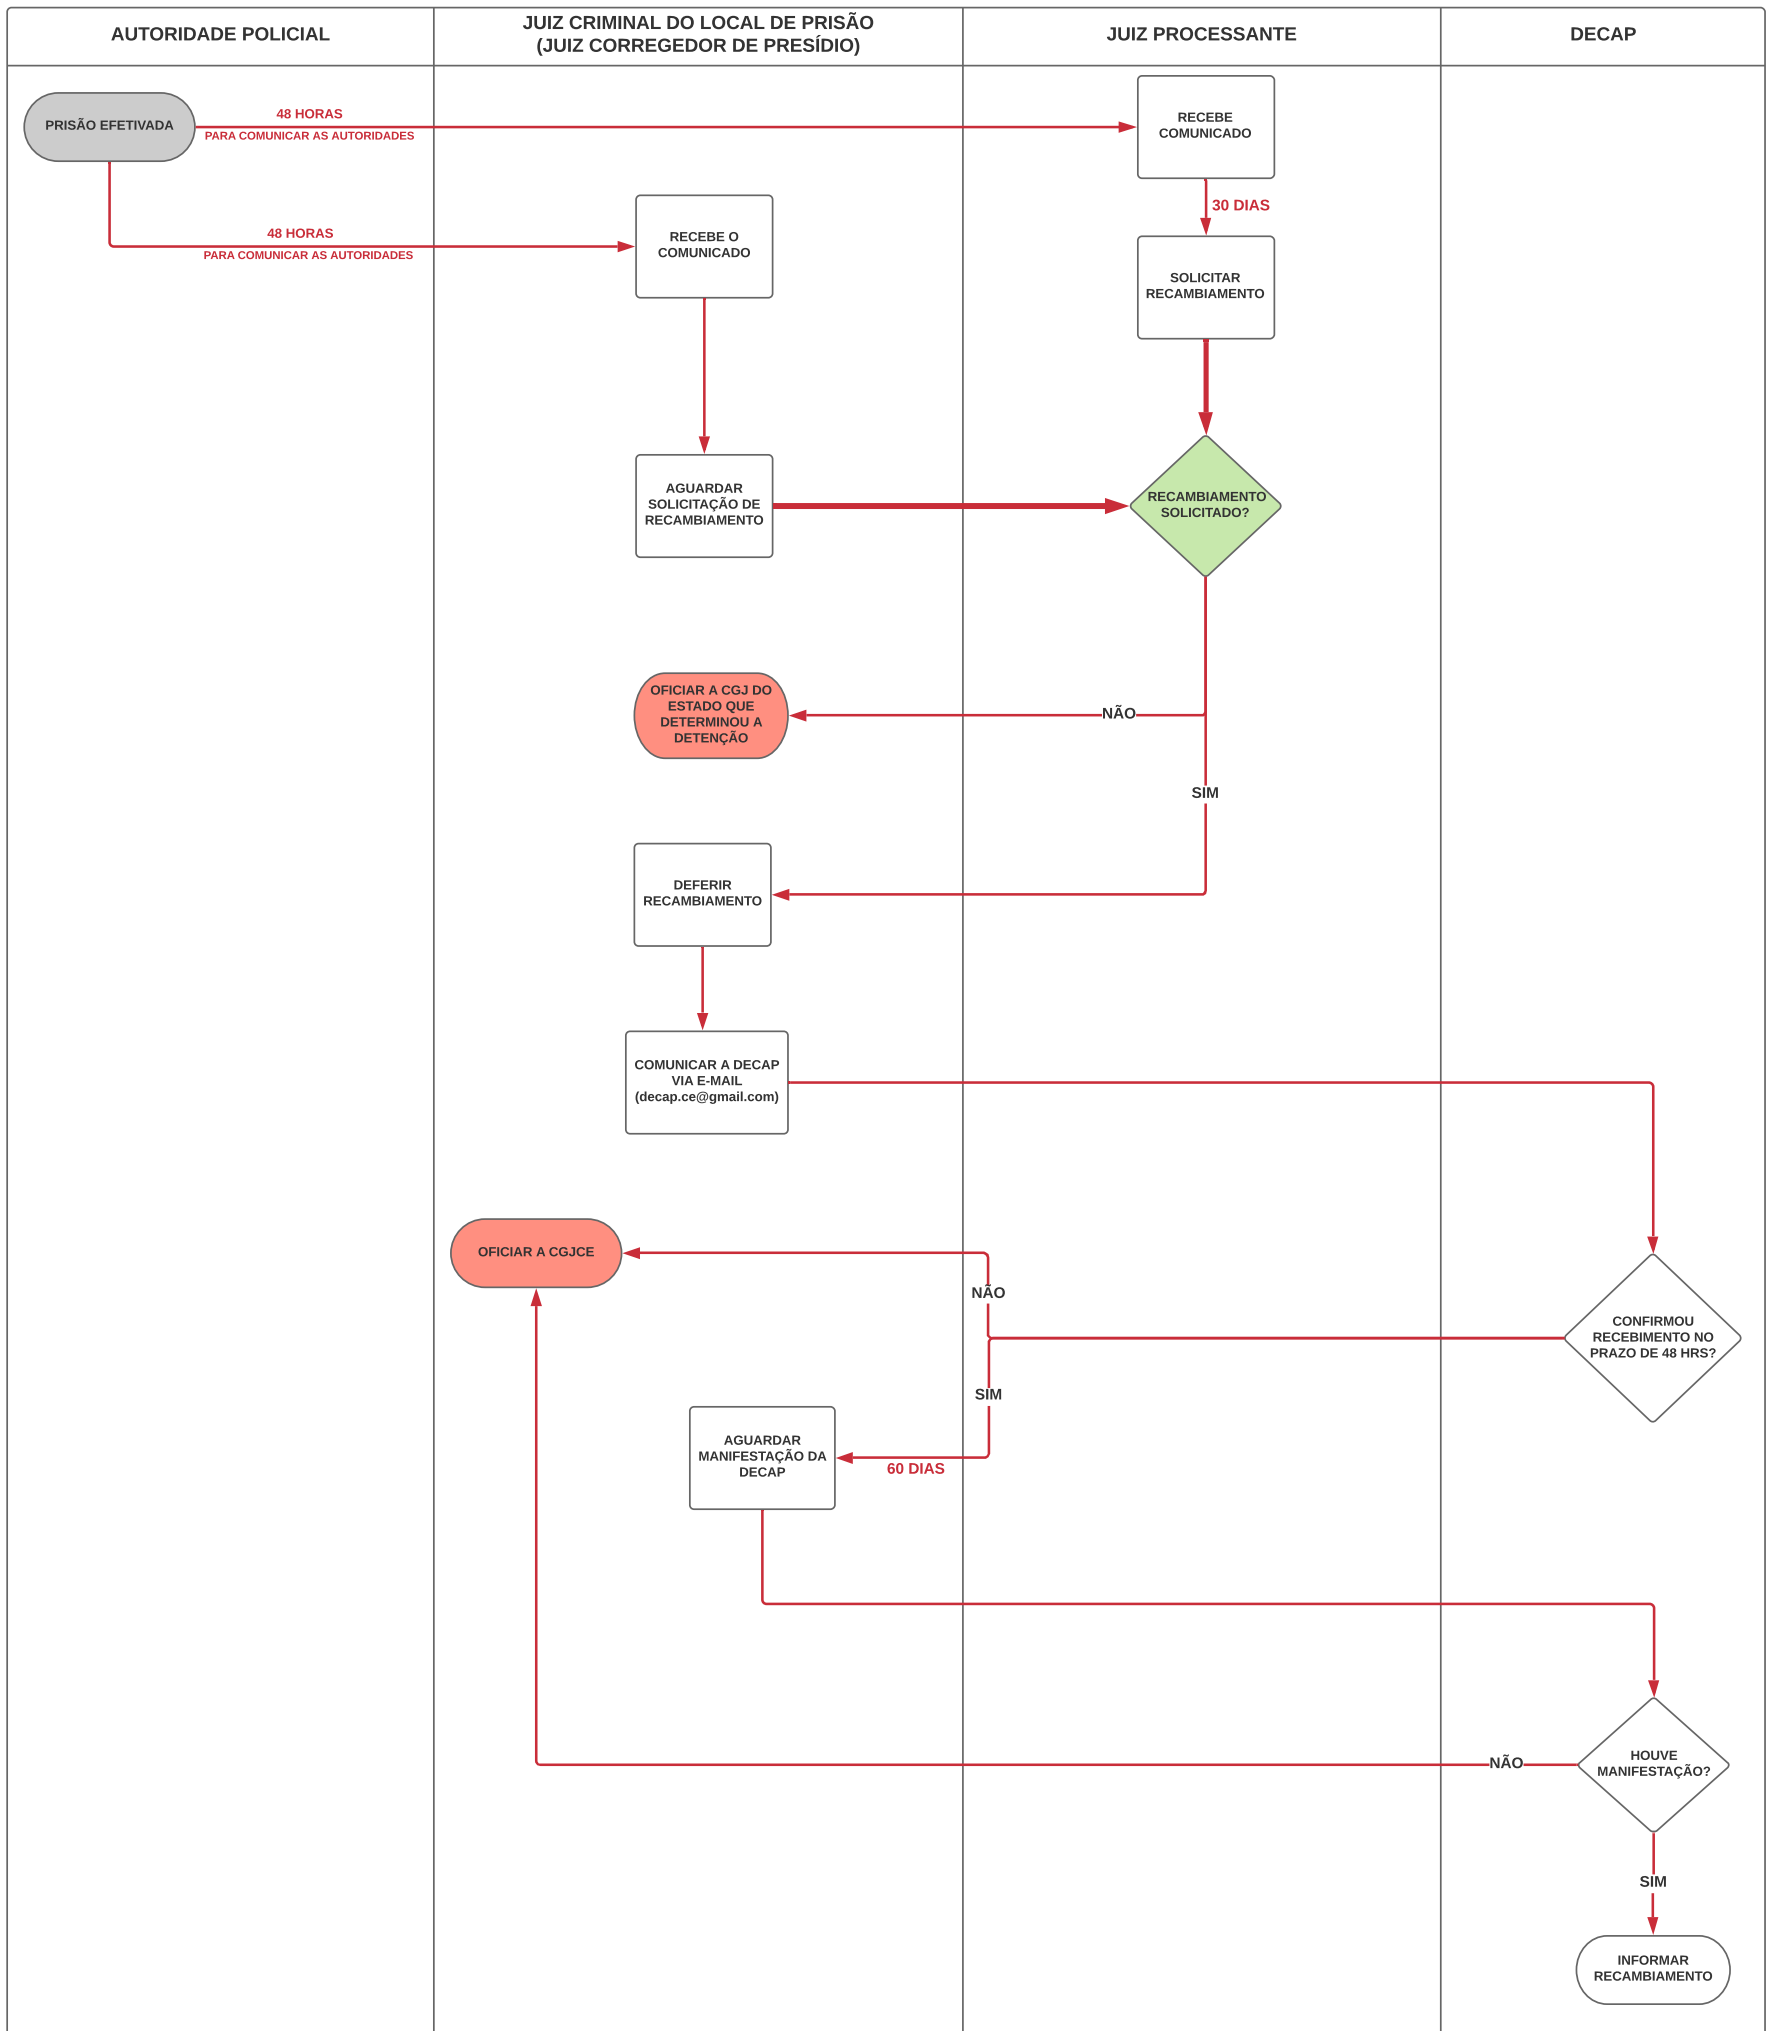 AUTORIDADE POLICIAL
JUIZ CRIMINAL DO LOCAL DE PRISÃO
(JUIZ CORREGEDOR DE PRESÍDIO)
JUIZ PROCESSANTE
DECAP
PRISÃO EFETIVADA
48 HORAS
PARA COMUNICAR AS AUTORIDADES
RECEBE
COMUNICADO
30 DIAS
48 HORAS
PARA COMUNICAR AS AUTORIDADES
RECEBE O
COMUNICADO
SOLICITAR
RECAMBIAMENTO
AGUARDAR
SOLICITAÇÃO DE
RECAMBIAMENTO
RECAMBIAMENTO
SOLICITADO?
OFICIAR A CGJ DO
ESTADO QUE
DETERMINOU A
DETENÇÃO
NÃO
SIM
DEFERIR
RECAMBIAMENTO
COMUNICAR A DECAP
VIA E-MAIL
(decap.ce@gmail.com)
OFICIAR A CGJCE
NÃO
CONFIRMOU
RECEBIMENTO NO
PRAZO DE 48 HRS?
SIM
AGUARDAR
MANIFESTAÇÃO DA
DECAP
60 DIAS
NÃO
HOUVE
MANIFESTAÇÃO?
SIM
INFORMAR
RECAMBIAMENTO